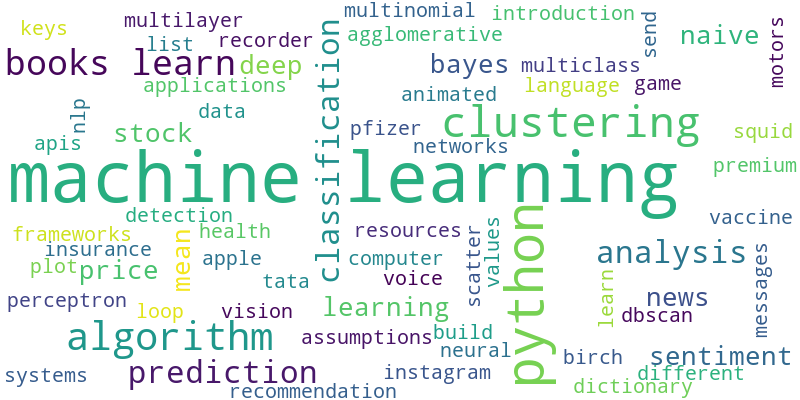 keys
multilayer
multinomial
introduction
list
recorder
agglomerative
send
naive
motors
books learn
deep
classification
bayes
multiclass
applications
animated
language
game
nlp
data
stock
pfizer
clustering
squid
apis
networks
premium
machine learning
detection
vaccine
frameworks
health
resources
insurance
mean
apple
computer
scatter
values
python
analysis
messages
plot
price
tata
voice
learn
news
perceptron
loop
vision
learning
dbscan
algorithm
assumptions
build
neural
birch
sentiment
systems
prediction
instagram
different
recommendation
dictionary